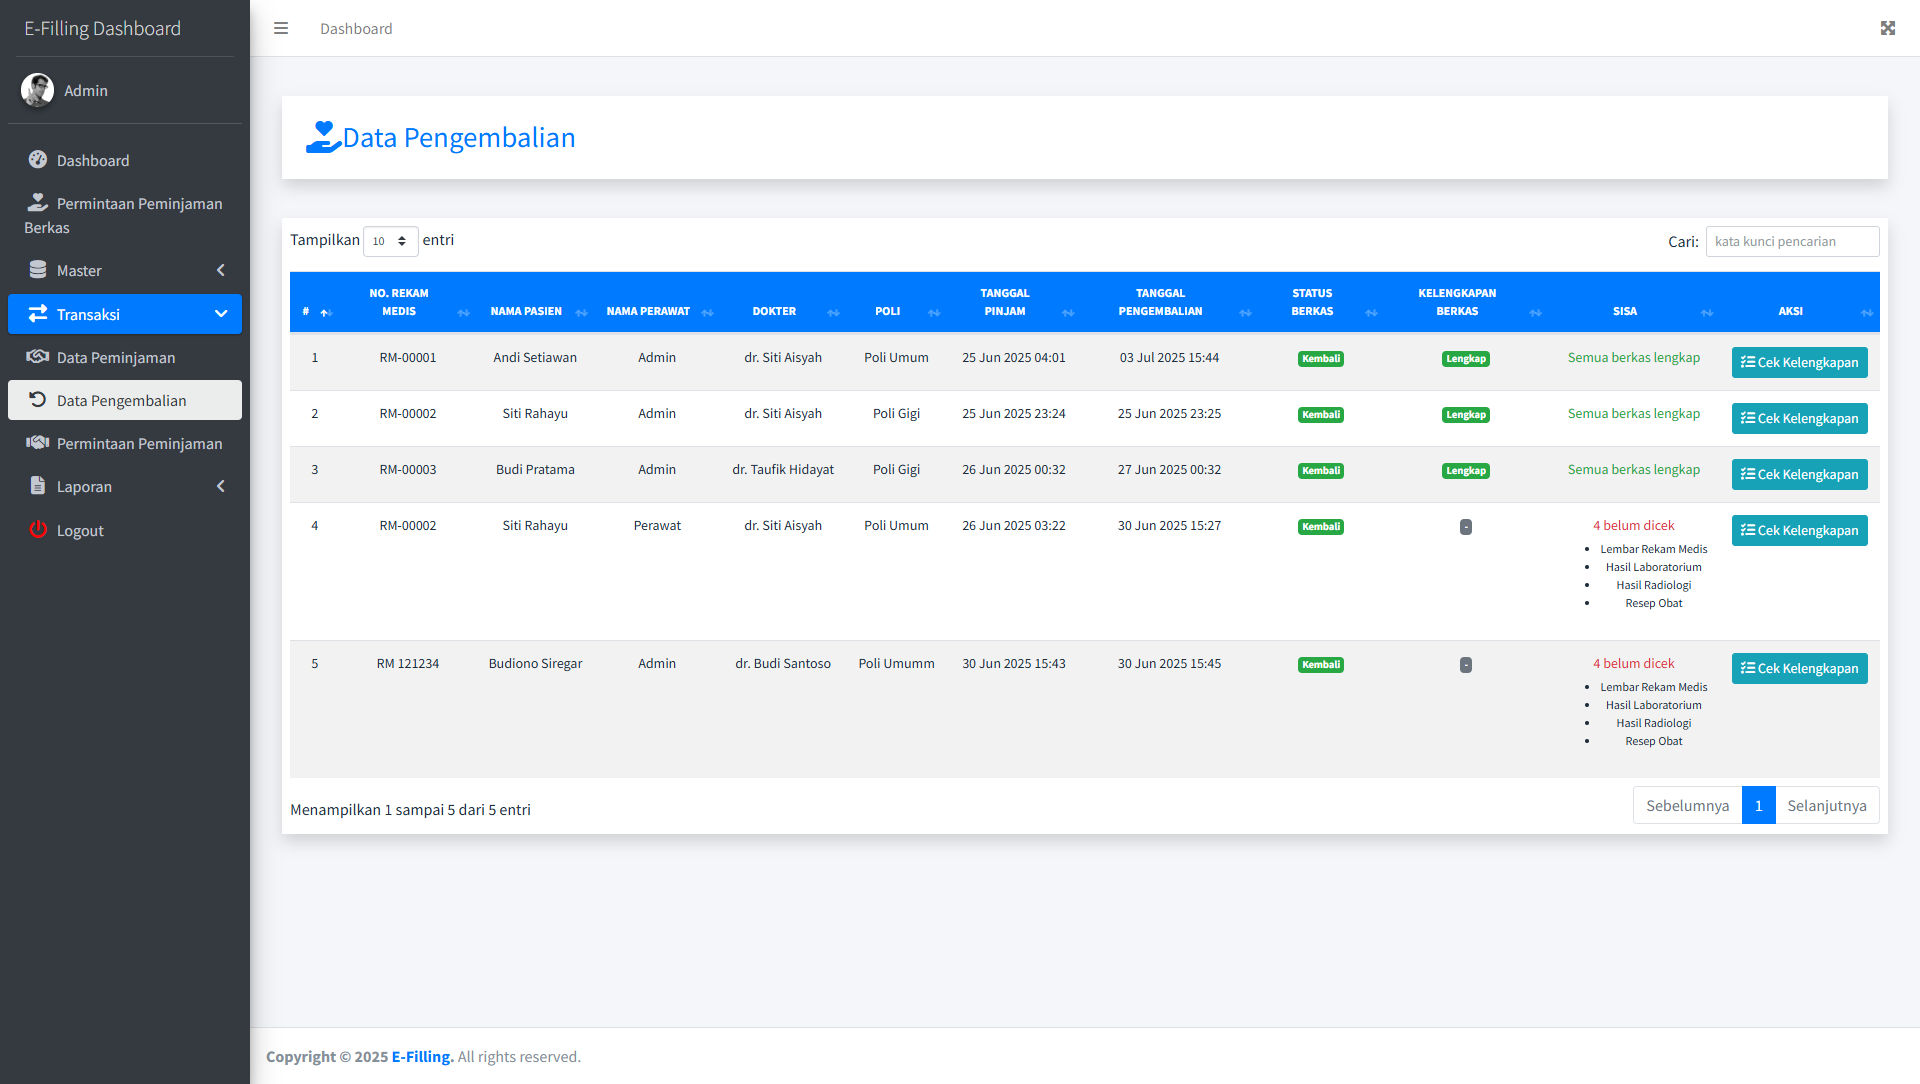 E-Filling Dashboard
Admin
Dashboard
Permintaan Peminjaman
Berkas
Master
Transaksi
Data Peminjaman
Data Pengembalian
Permintaan Peminjaman
Laporan
Logout
Dashboard
Data Pengembalian
Tampilkan 10 entri
Cari: kata kunci pencarian
# NO. REKAM MEDIS NAMA PASIEN NAMA PERAWAT DOKTER POLI TANGGAL PINJAM TANGGAL PENGEMBALIAN STATUS BERKAS KELENGKAPAN BERKAS SISA AKSI
1 RM-00001 Andi Setiawan Admin dr. Siti Aisyah Poli Umum 25 Jun 2025 04:01 03 Jul 2025 15:44 Kembali Lengkap Semua berkas lengkap Cek Kelengkapan
2 RM-00002 Siti Rahayu Admin dr. Siti Aisyah Poli Gigi 25 Jun 2025 23:24 25 Jun 2025 23:25 Kembali Lengkap Semua berkas lengkap Cek Kelengkapan
3 RM-00003 Budi Pratama Admin dr. Taufik Hidayat Poli Gigi 26 Jun 2025 00:32 27 Jun 2025 00:32 Kembali Lengkap Semua berkas lengkap Cek Kelengkapan
4 RM-00002 Siti Rahayu Perawat dr. Siti Aisyah Poli Umum 26 Jun 2025 03:22 30 Jun 2025 15:27 Kembali - 4 belum dicek Cek Kelengkapan
• Lembar Rekam Medis
• Hasil Laboratorium
• Hasil Radiologi
• Resep Obat
5 RM 121234 Budiono Siregar Admin dr. Budi Santoso Poli Umumm 30 Jun 2025 15:43 30 Jun 2025 15:45 Kembali - 4 belum dicek Cek Kelengkapan
• Lembar Rekam Medis
• Hasil Laboratorium
• Hasil Radiologi
• Resep Obat
Menampilkan 1 sampai 5 dari 5 entri
Sebelumnya 1 Selanjutnya
Copyright © 2025 E-Filling. All rights reserved.